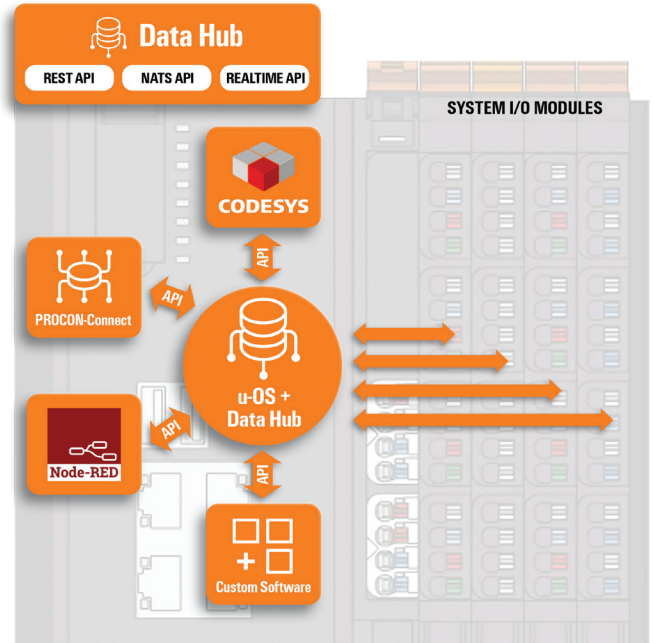 Data Hub
REST API
NATS API
REALTIME API
SYSTEM I/O MODULES
CODESYS
API
PROCON-Connect
API
u-OS +
Data Hub
Node-RED
API
API
Custom Software